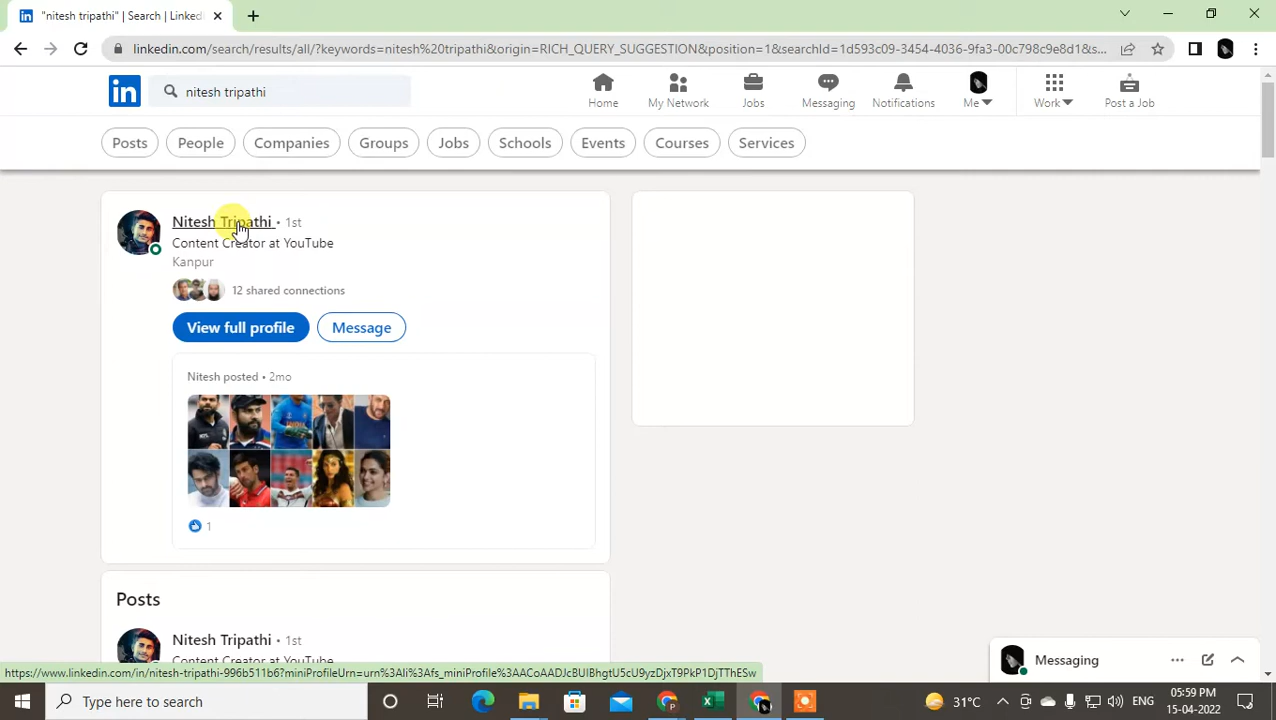 "nitesh tripathi" | Search | Linked
linkedin.com/search/results/all/?keywords=nitesh%20tripathi&origin=RICH_QUERY_SUGGESTION&position=1&searchId=1d593c09-3454-4036-9fa3-00c798c9e8d1&s...
in
nitesh tripathi
Home
My Network
Jobs
Messaging
Notifications
Me
Work
Post a Job
Posts
People
Companies
Groups
Jobs
Schools
Events
Courses
Services
Nitesh Tripathi • 1st
Content Creator at YouTube
Kanpur
12 shared connections
View full profile
Message
Nitesh posted • 2mo
1
Posts
Nitesh Tripathi • 1st
Content Creator at YouTube
Messaging
https://www.linkedin.com/in/nitesh-tripathi-996b511b6?miniProfileUrn=urn%3Ali%3Afs_miniProfile%3AACoAADJcBUIBhgtU5cU9yzDjxT9PkP1DjTThESw
Type here to search
31°C
ENG
05:59 PM
15-04-2022